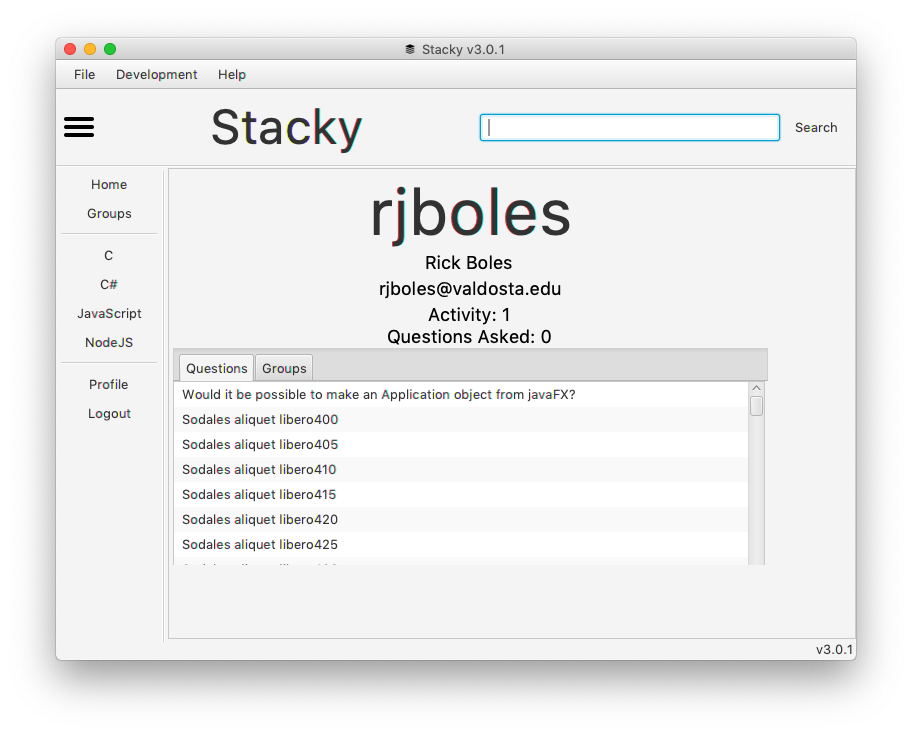 Stacky v3.0.1
File Development Help
Stacky
Search
Home
Groups
C
C#
JavaScript
NodeJS
Profile
Logout
rjboles
Rick Boles
rjboles@valdosta.edu
Activity: 1
Questions Asked: 0
Questions Groups
Would it be possible to make an Application object from javaFX?
Sodales aliquet libero400
Sodales aliquet libero405
Sodales aliquet libero410
Sodales aliquet libero415
Sodales aliquet libero420
Sodales aliquet libero425
v3.0.1